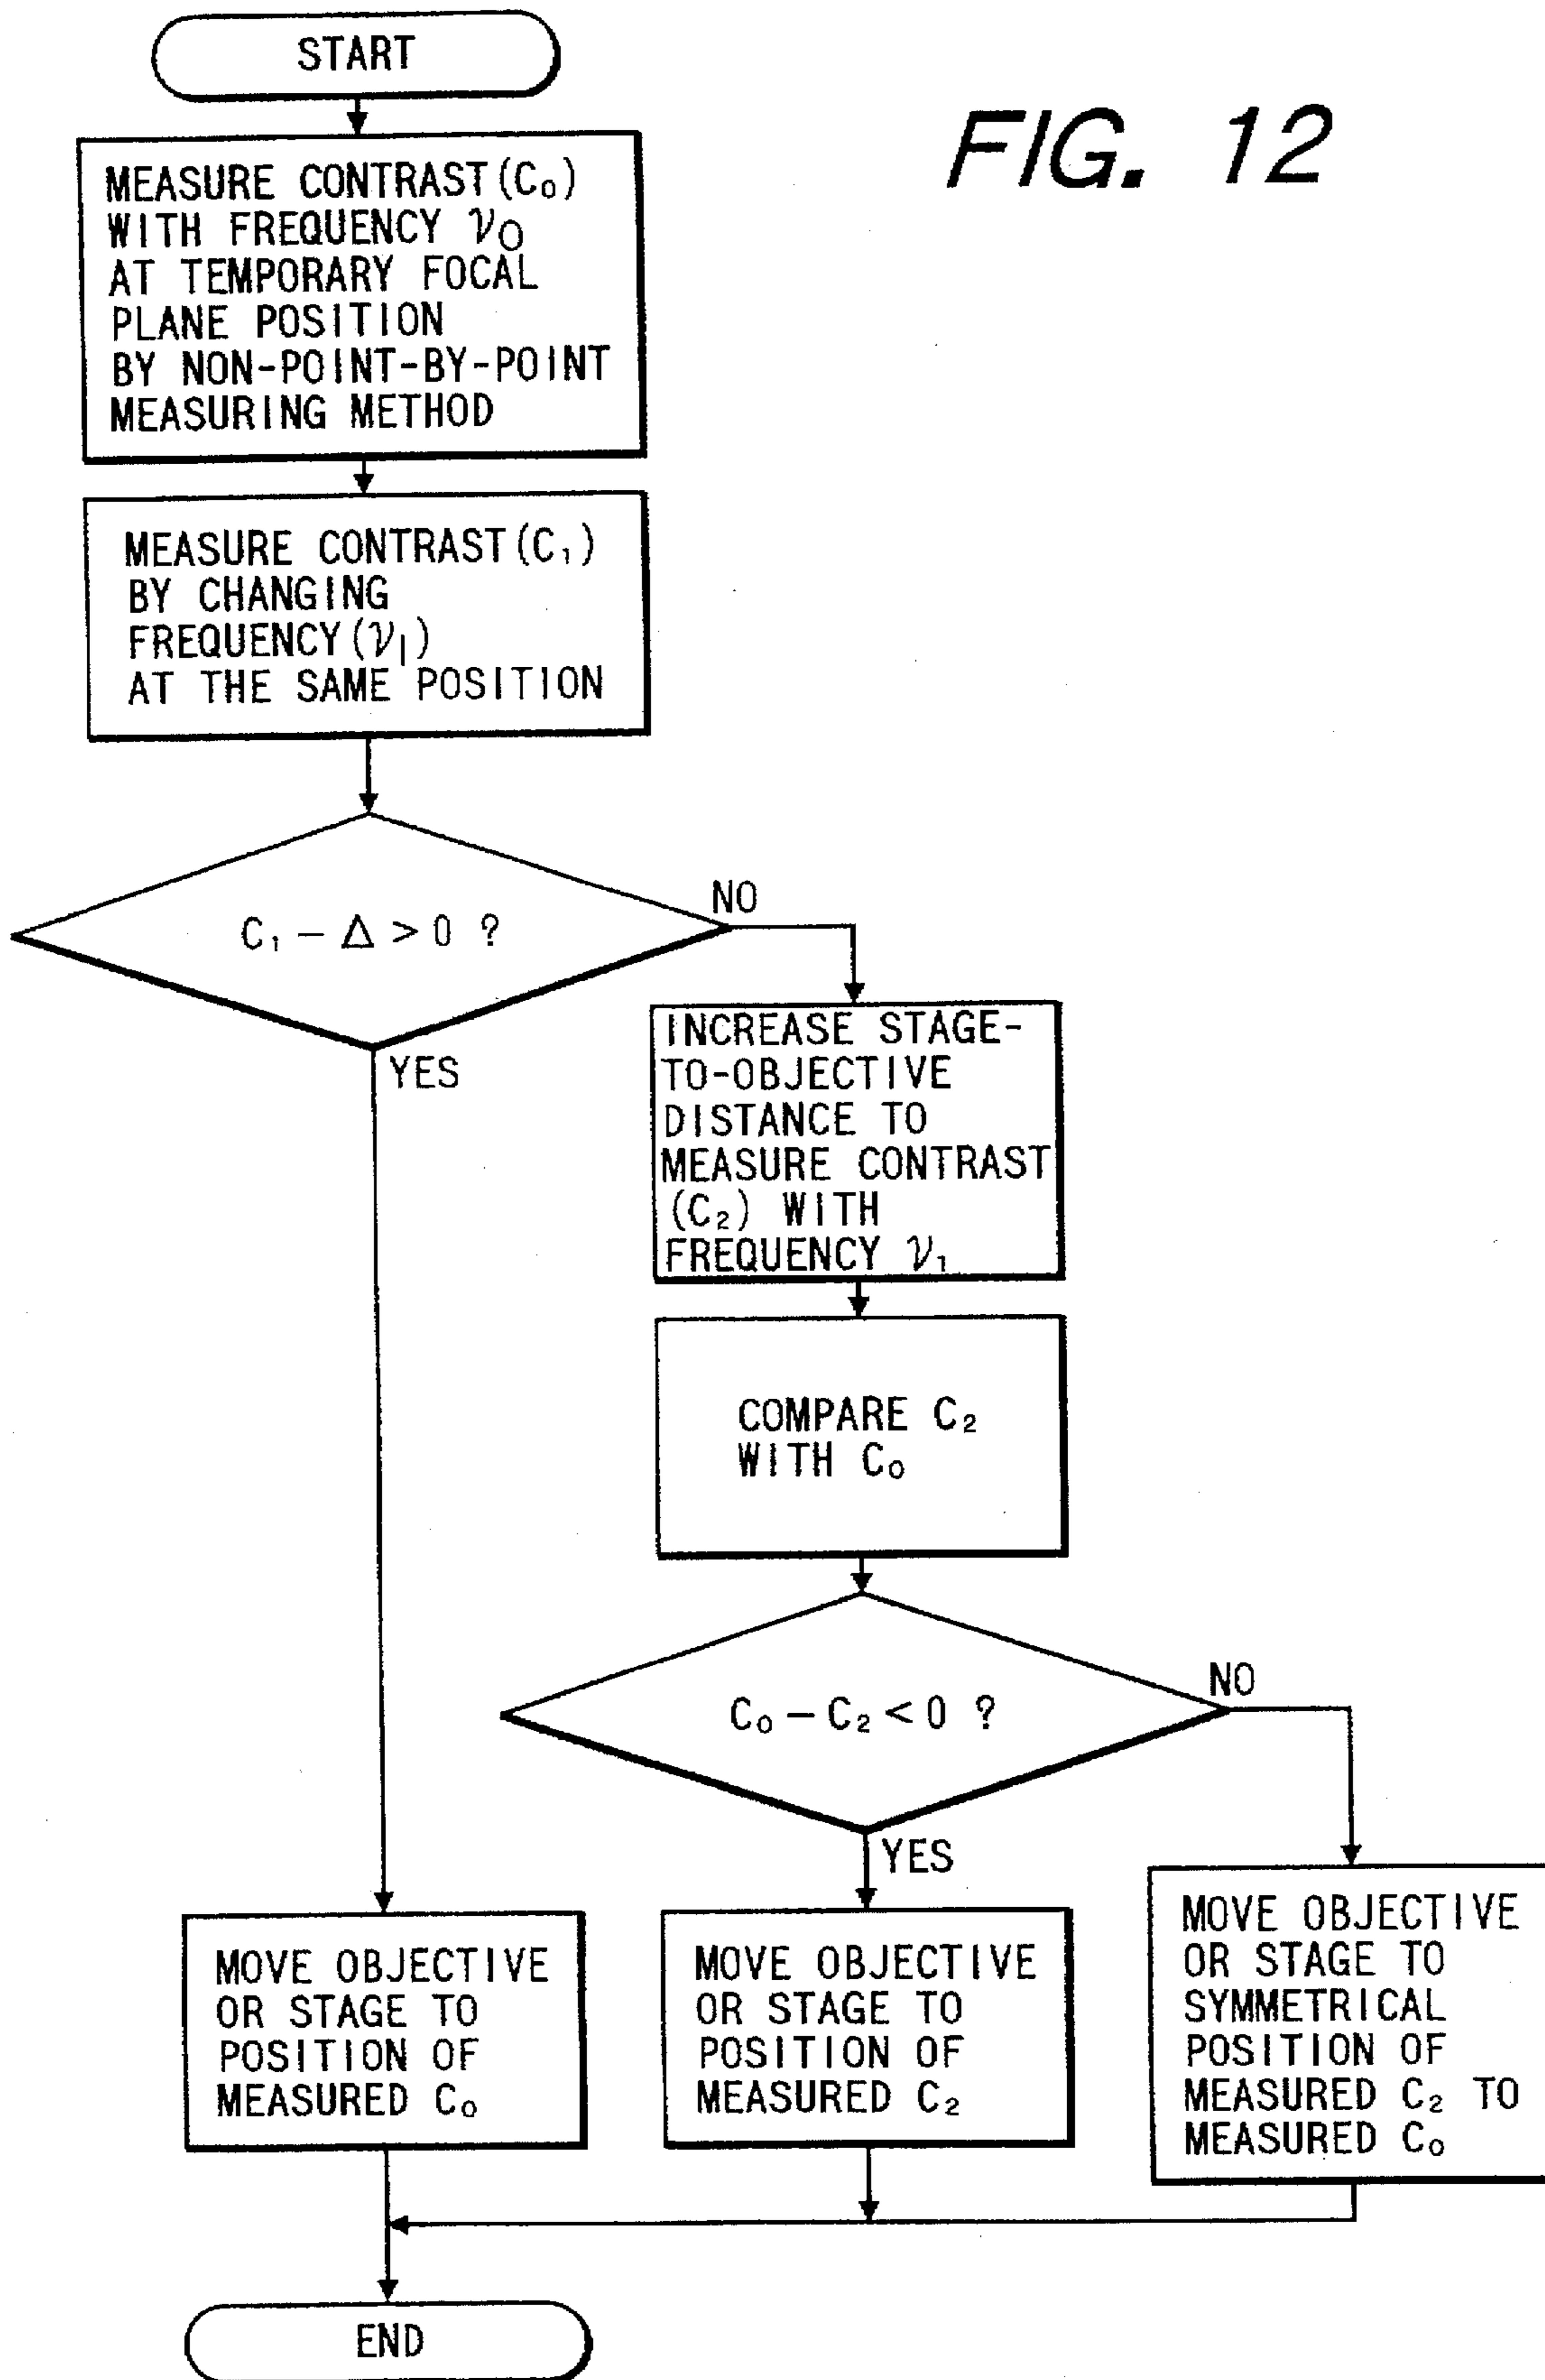 START
FIG. 12
MEASURE CONTRAST(C₀)
WITH FREQUENCY ν₀
AT TEMPORARY FOCAL
PLANE POSITION
BY NON-POINT-BY-POINT
MEASURING METHOD
MEASURE CONTRAST(C₁)
BY CHANGING
FREQUENCY(ν₁)
AT THE SAME POSITION
C₁ − Δ > 0 ?
NO
YES
INCREASE STAGE-
TO-OBJECTIVE
DISTANCE TO
MEASURE CONTRAST
(C₂) WITH
FREQUENCY ν₁
COMPARE C₂
WITH C₀
C₀ − C₂ < 0 ?
NO
YES
MOVE OBJECTIVE
OR STAGE TO
POSITION OF
MEASURED C₀
MOVE OBJECTIVE
OR STAGE TO
POSITION OF
MEASURED C₂
MOVE OBJECTIVE
OR STAGE TO
SYMMETRICAL
POSITION OF
MEASURED C₂ TO
MEASURED C₀
END